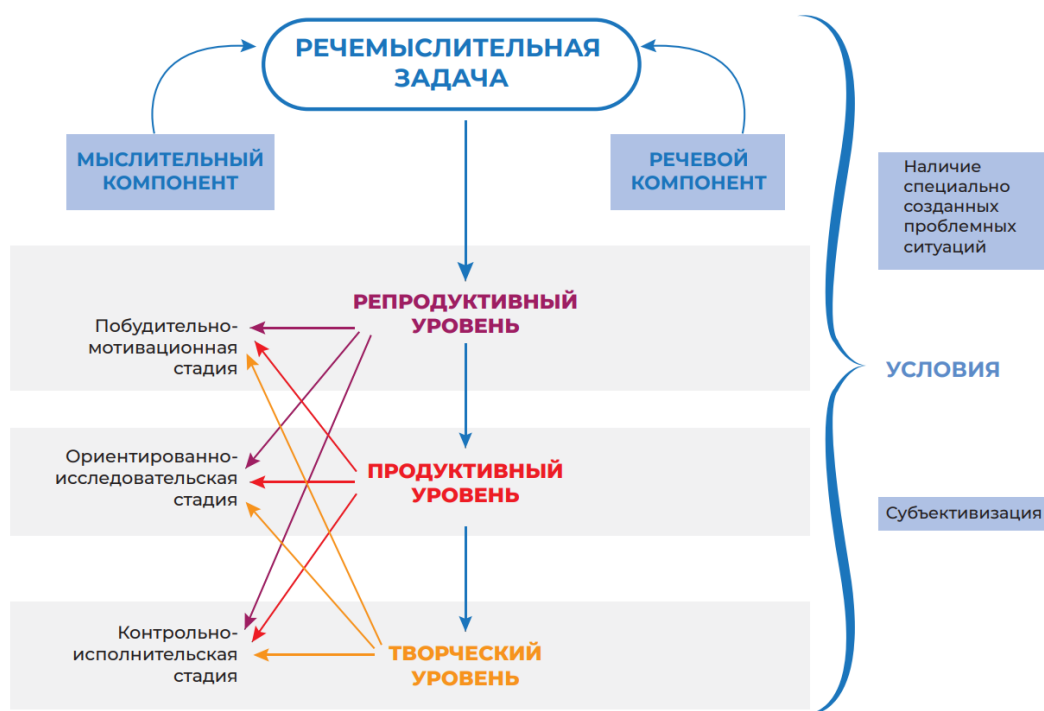 РЕЧЕМЫСЛИТЕЛЬНАЯ
ЗАДАЧА
МЫСЛИТЕЛЬНЫЙ
КОМПОНЕНТ
РЕЧЕВОЙ
КОМПОНЕНТ
Наличие
специально
созданных
проблемных
ситуаций
РЕПРОДУКТИВНЫЙ
УРОВЕНЬ
Побудительно-
мотивационная
стадия
УСЛОВИЯ
Ориентированно-
исследовательская
стадия
ПРОДУКТИВНЫЙ
УРОВЕНЬ
Субъективизация
Контрольно-
исполнительская
стадия
ТВОРЧЕСКИЙ
УРОВЕНЬ